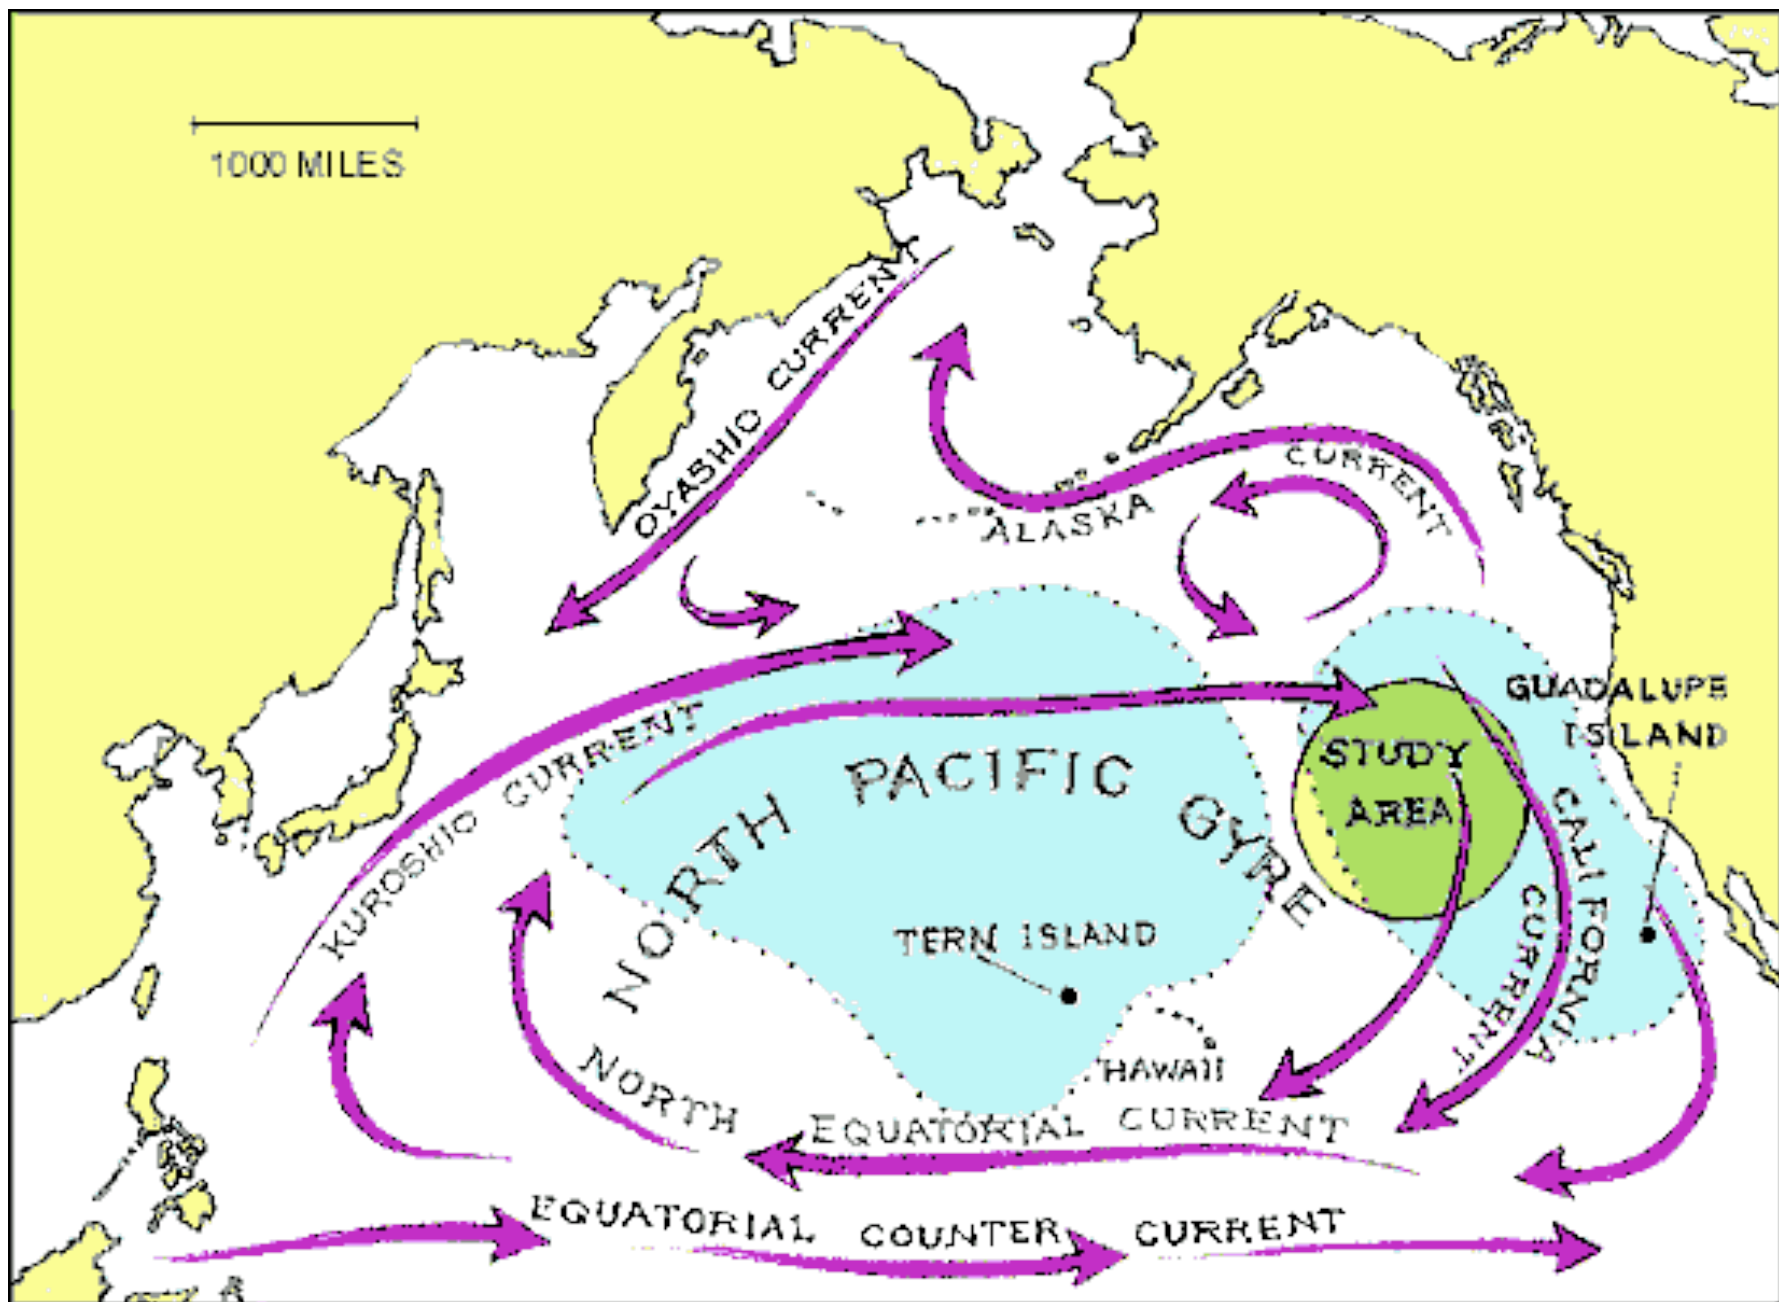 1000 MILES
OYASHIO CURRENT
ALASKA CURRENT
GUADALUPE
ISLAND
KUROSHIO CURRENT
NORTH PACIFIC GYRE
STUDY
AREA
CALIFORNIA
CURRENT
TERN ISLAND
HAWAII
NORTH EQUATORIAL CURRENT
EQUATORIAL COUNTER CURRENT